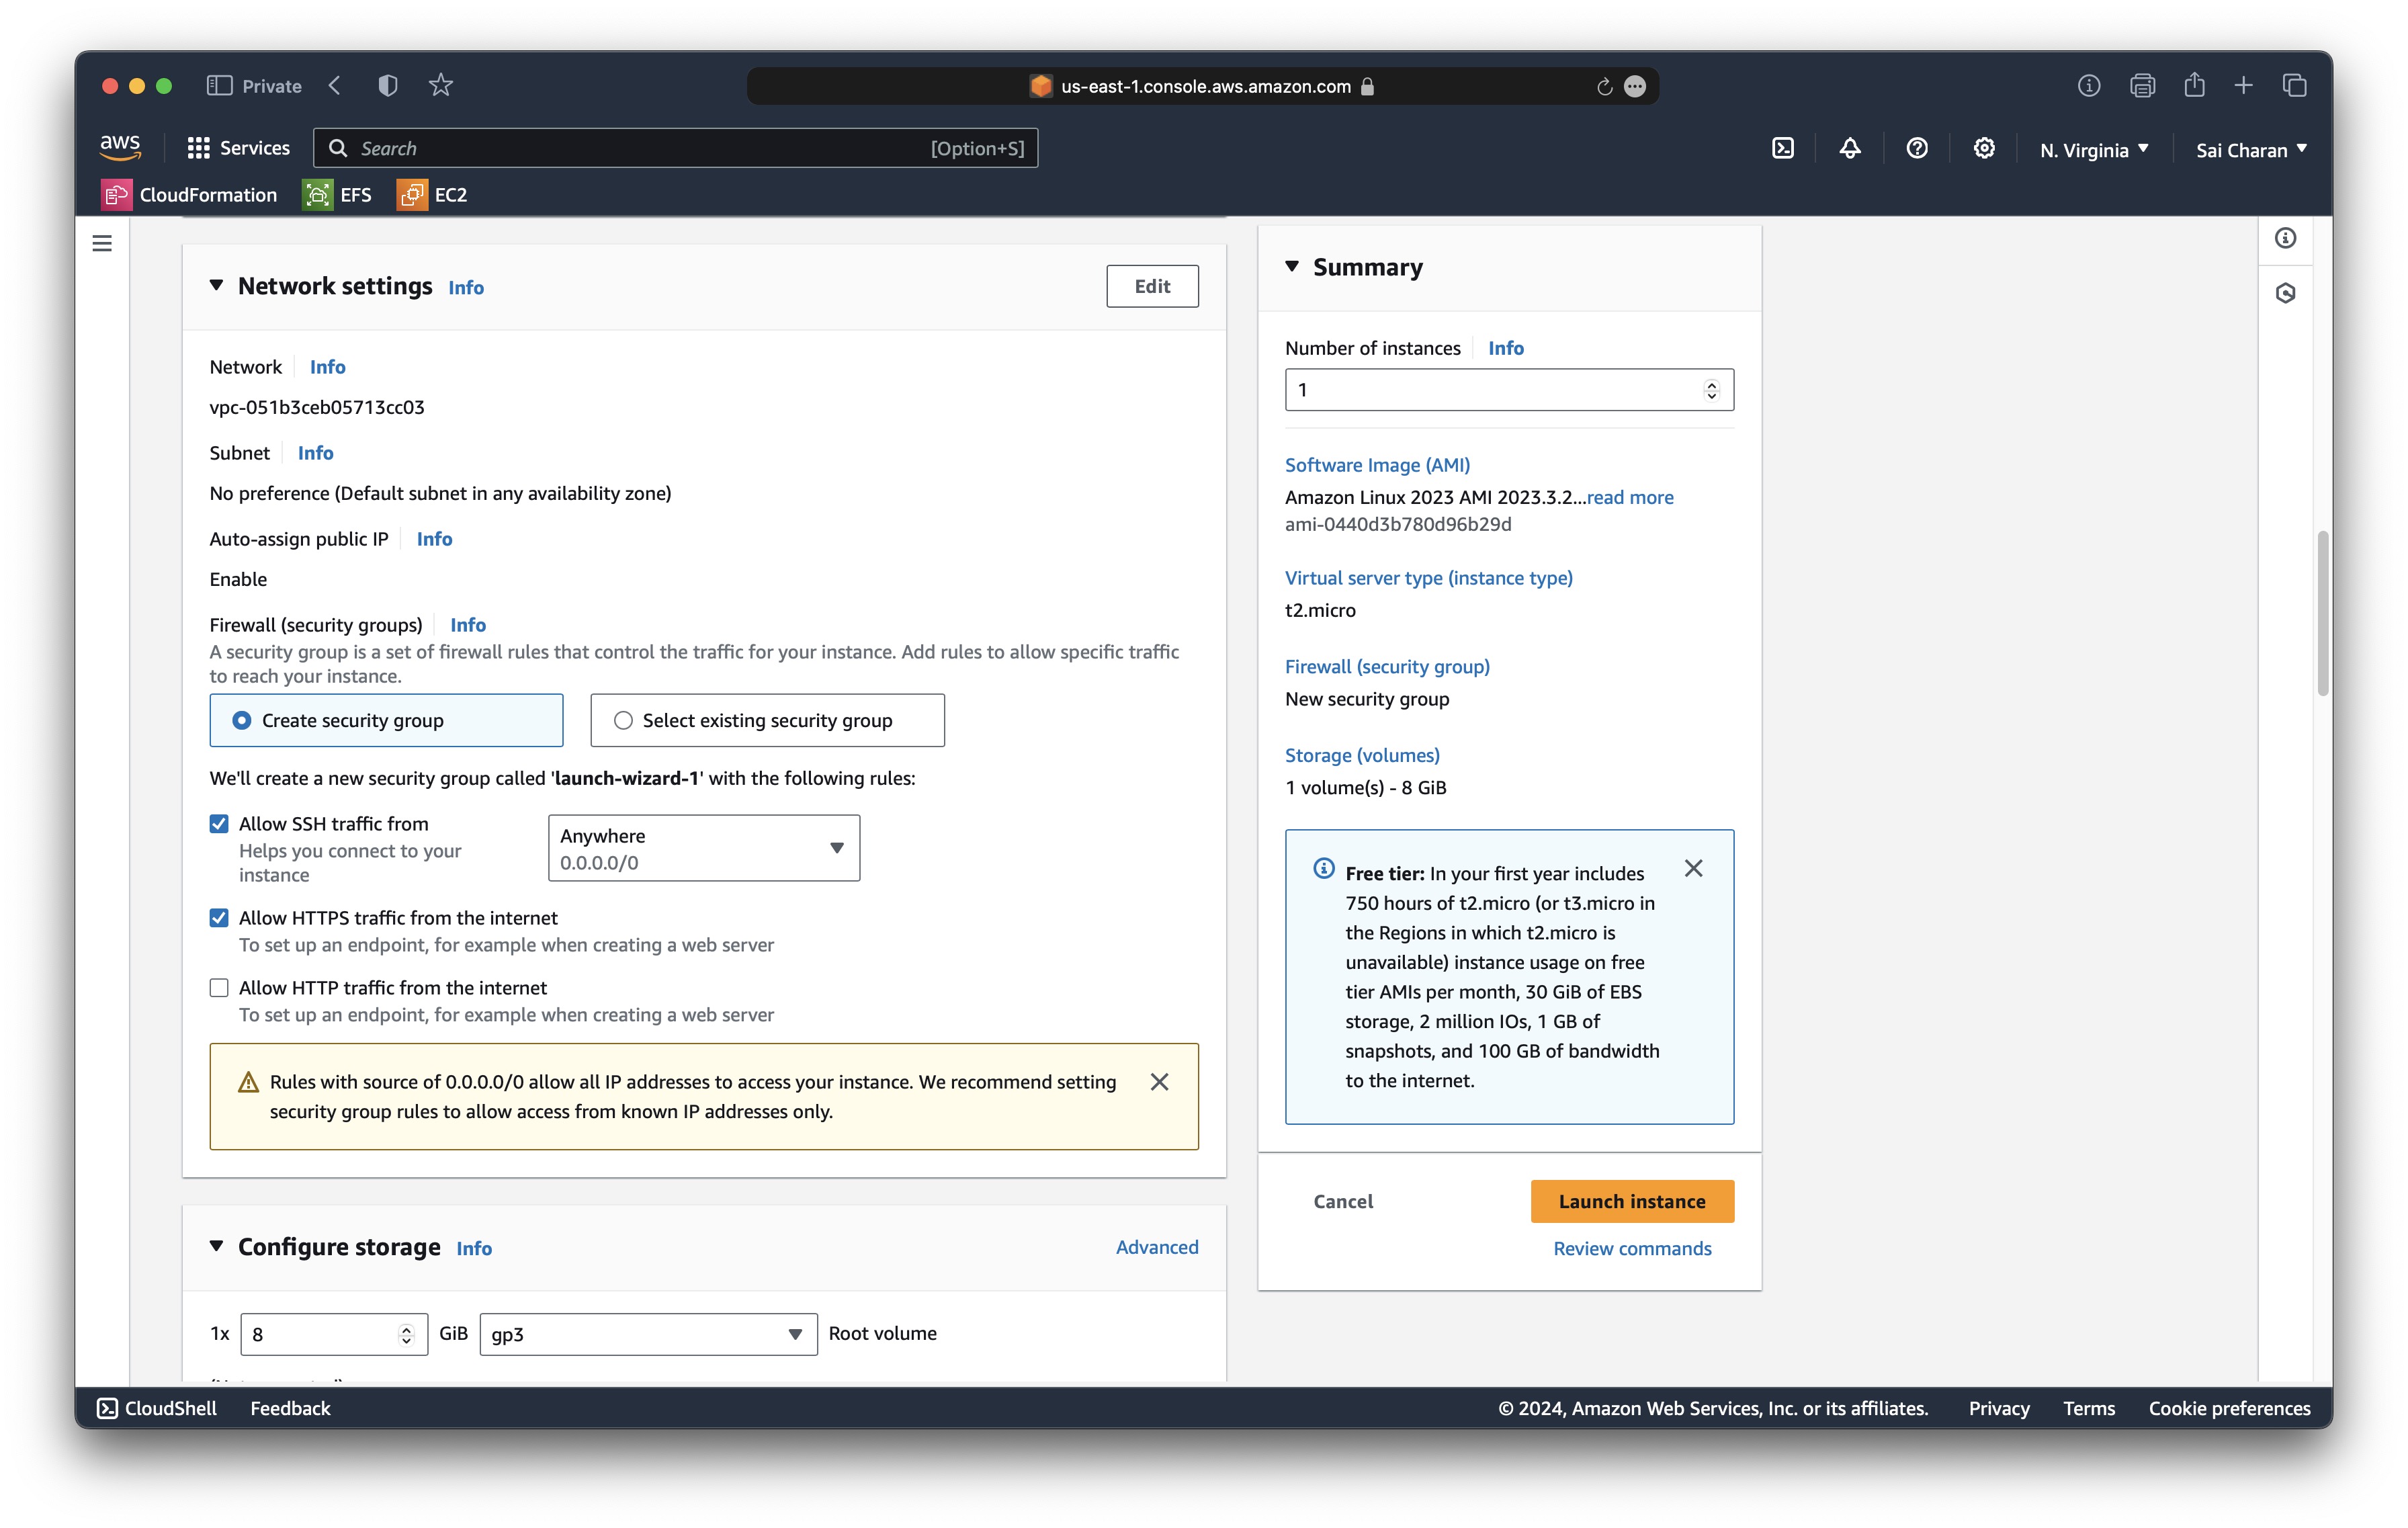 Private
us-east-1.console.aws.amazon.com
aws
Services
Search
[Option+S]
N. Virginia
Sai Charan
CloudFormation
EFS
EC2
Network settings Info
Edit
Network Info
vpc-051b3ceb05713cc03
Subnet Info
No preference (Default subnet in any availability zone)
Auto-assign public IP Info
Enable
Firewall (security groups) Info
A security group is a set of firewall rules that control the traffic for your instance. Add rules to allow specific traffic
to reach your instance.
Create security group
Select existing security group
We'll create a new security group called 'launch-wizard-1' with the following rules:
Allow SSH traffic from
Helps you connect to your
instance
Anywhere
0.0.0.0/0
Allow HTTPS traffic from the internet
To set up an endpoint, for example when creating a web server
Allow HTTP traffic from the internet
To set up an endpoint, for example when creating a web server
Rules with source of 0.0.0.0/0 allow all IP addresses to access your instance. We recommend setting
security group rules to allow access from known IP addresses only.
Configure storage Info
Advanced
1x
8
GiB
gp3
Root volume
Summary
Number of instances Info
1
Software Image (AMI)
Amazon Linux 2023 AMI 2023.3.2...read more
ami-0440d3b780d96b29d
Virtual server type (instance type)
t2.micro
Firewall (security group)
New security group
Storage (volumes)
1 volume(s) - 8 GiB
Free tier: In your first year includes
750 hours of t2.micro (or t3.micro in
the Regions in which t2.micro is
unavailable) instance usage on free
tier AMIs per month, 30 GiB of EBS
storage, 2 million IOs, 1 GB of
snapshots, and 100 GB of bandwidth
to the internet.
Cancel
Launch instance
Review commands
CloudShell
Feedback
© 2024, Amazon Web Services, Inc. or its affiliates.
Privacy
Terms
Cookie preferences